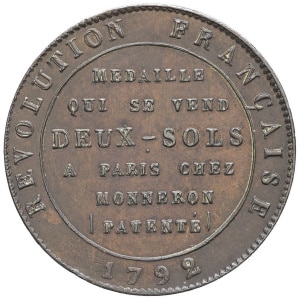 REVOLUTION FRANÇAISE
MEDAILLE
QUI SE VEND
DEUX-SOLS
A PARIS CHEZ
MONNERON
(PATENTÉ)
1792